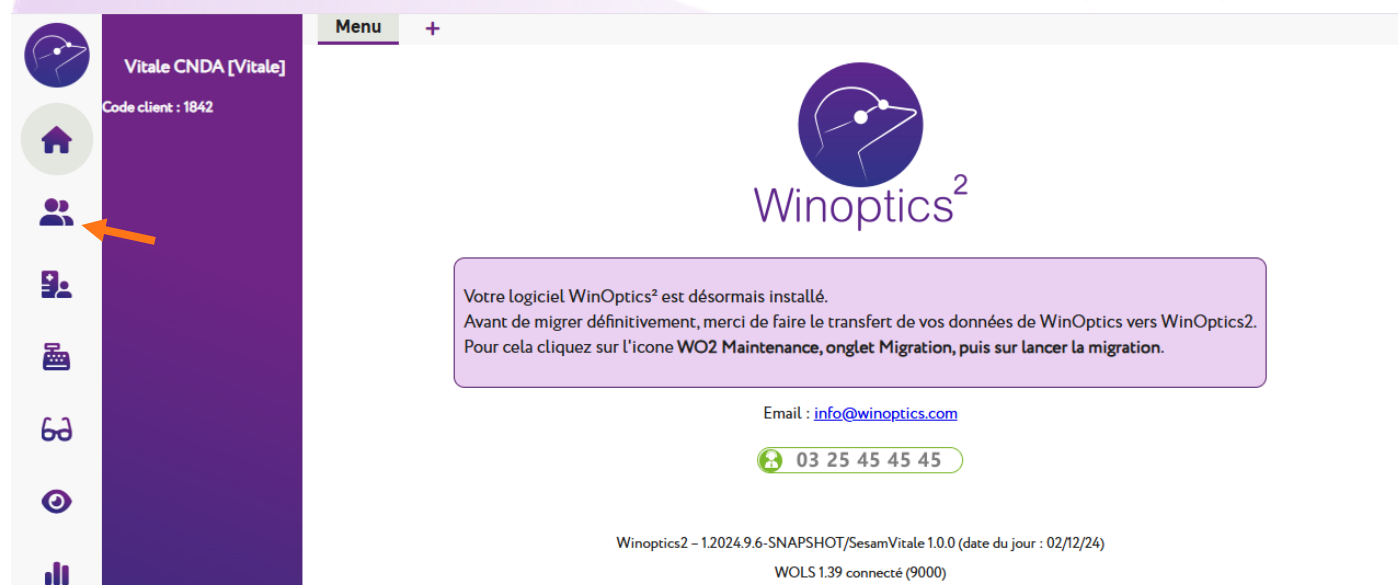 Menu +
Vitale CNDA [Vitale]
Code client : 1842
Winoptics²
Votre logiciel WinOptics² est désormais installé.
Avant de migrer définitivement, merci de faire le transfert de vos données de WinOptics vers WinOptics2.
Pour cela cliquez sur l'icone WO2 Maintenance, onglet Migration, puis sur lancer la migration.
Email : info@winoptics.com
03 25 45 45 45
Winoptics2 – 1.2024.9.6-SNAPSHOT/SesamVitale 1.0.0 (date du jour : 02/12/24)
WOLS 1.39 connecté (9000)